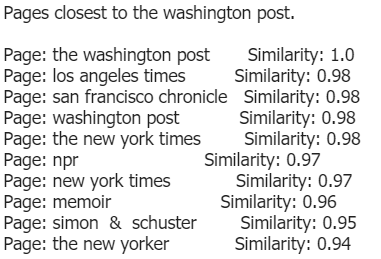 Pages closest to the washington post.
Page: the washington post Similarity: 1.0
Page: los angeles times Similarity: 0.98
Page: san francisco chronicle Similarity: 0.98
Page: washington post Similarity: 0.98
Page: the new york times Similarity: 0.98
Page: npr Similarity: 0.97
Page: new york times Similarity: 0.97
Page: memoir Similarity: 0.96
Page: simon & schuster Similarity: 0.95
Page: the new yorker Similarity: 0.94